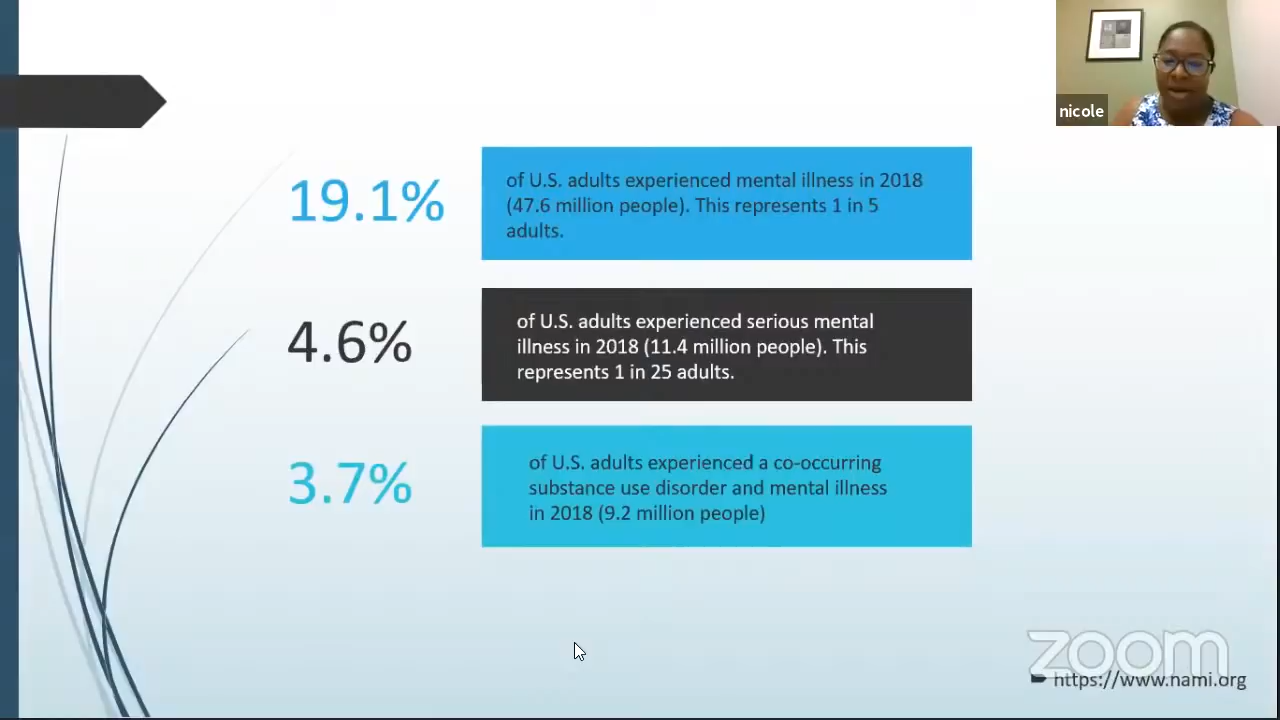 nicole
19.1%
of U.S. adults experienced mental illness in 2018
(47.6 million people). This represents 1 in 5
adults.
4.6%
of U.S. adults experienced serious mental
illness in 2018 (11.4 million people). This
represents 1 in 25 adults.
3.7%
of U.S. adults experienced a co-occurring
substance use disorder and mental illness
in 2018 (9.2 million people)
zoom
https://www.nami.org